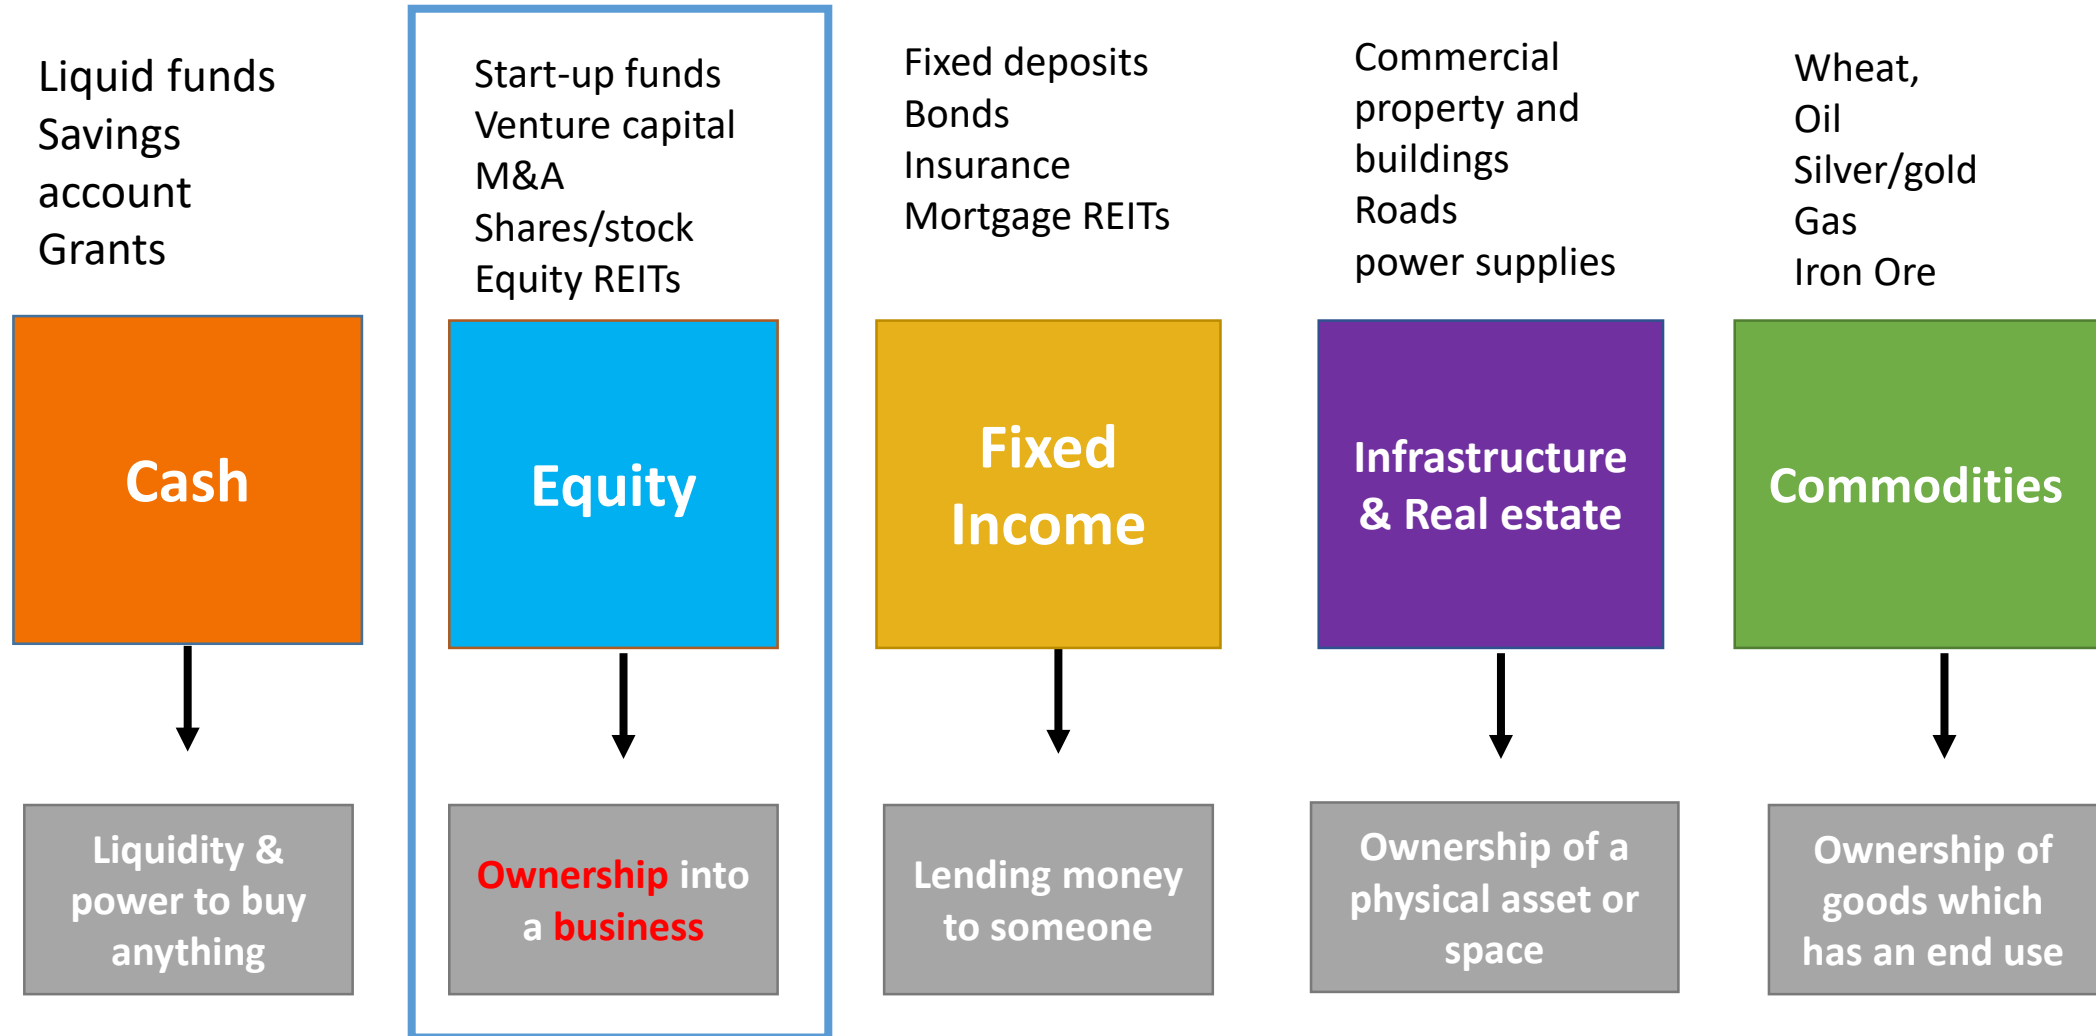 Liquid funds
Savings
account
Grants
Start-up funds
Venture capital
M&A
Shares/stock
Equity REITs
Fixed deposits
Bonds
Insurance
Mortgage REITs
Commercial
property and
buildings
Roads
power supplies
Wheat,
Oil
Silver/gold
Gas
Iron Ore
Cash
Equity
Fixed
Income
Infrastructure
& Real estate
Commodities
Liquidity &
power to buy
anything
Ownership into
a business
Lending money
to someone
Ownership of a
physical asset or
space
Ownership of
goods which
has an end use